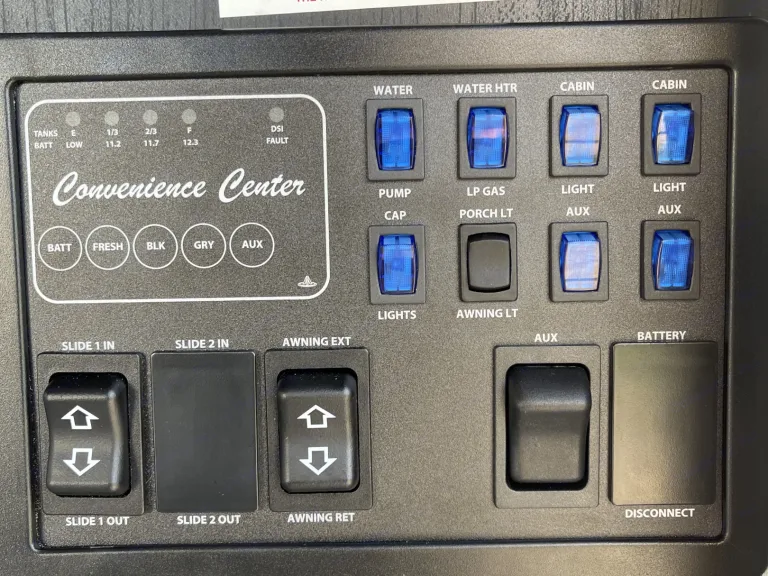 TANKS E 1/3 2/3 F DSI
BATT LOW 11.2 11.7 12.3 FAULT
Convenience Center
BATT FRESH BLK GRY AUX
WATER WATER HTR CABIN CABIN
PUMP LP GAS LIGHT LIGHT
CAP PORCH LT AUX AUX
LIGHTS AWNING LT
SLIDE 1 IN SLIDE 2 IN AWNING EXT AUX BATTERY
SLIDE 1 OUT SLIDE 2 OUT AWNING RET DISCONNECT